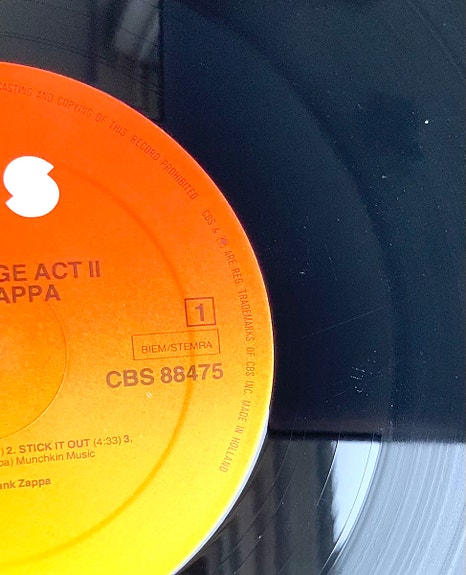 CASTING AND COPYING OF THIS RECORD PROHIBITED CBS & ARE REG. TRADEMARKS OF CBS INC. MADE IN HOLLAND
S
GE ACT II
APPA
1
BIEM/STEMRA
CBS 88475
) 2. STICK IT OUT (4:33) 3.
pa) Munchkin Music
ank Zappa